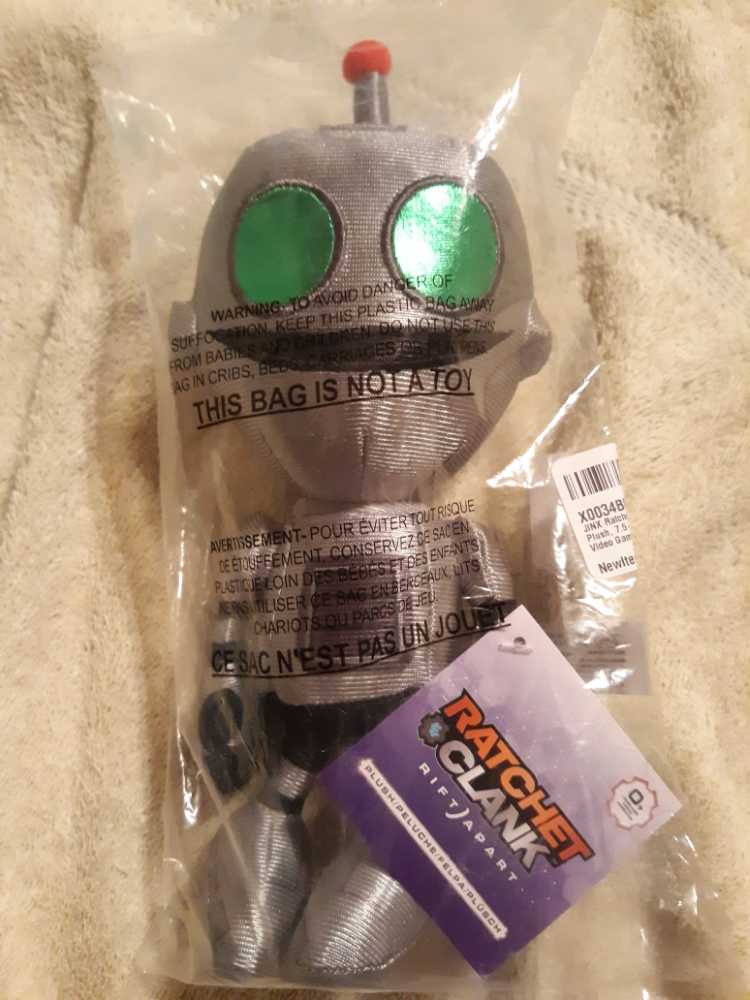 WARNING- TO AVOID DANGER OF
SUFFOCATION, KEEP THIS PLASTIC BAG AWAY
FROM BABIES AND CHILDREN. DO NOT USE THIS
AG IN CRIBS, BEDS, CARRIAGES OR PLAYPENS
THIS BAG IS NOT A TOY
AVERTISSEMENT- POUR ÉVITER TOUT RISQUE
DE ÉTOUFFEMENT, CONSERVEZ CE SAC EN
PLASTIQUE LOIN DES BÉBÉS ET DES ENFANTS
NE PAS UTILISER CE SAC EN BERCEAUX, LITS
CHARIOTS OU PARCS DE JEU.
CE SAC N'EST PAS UN JOUET
X0034B
JINX Ratch
Plush, 7.5
Video Gam
NewIte
RATCHET
& CLANK
RIFT APART
PLUSH/PELUCHE/FELPA/PLÜSCH
0+